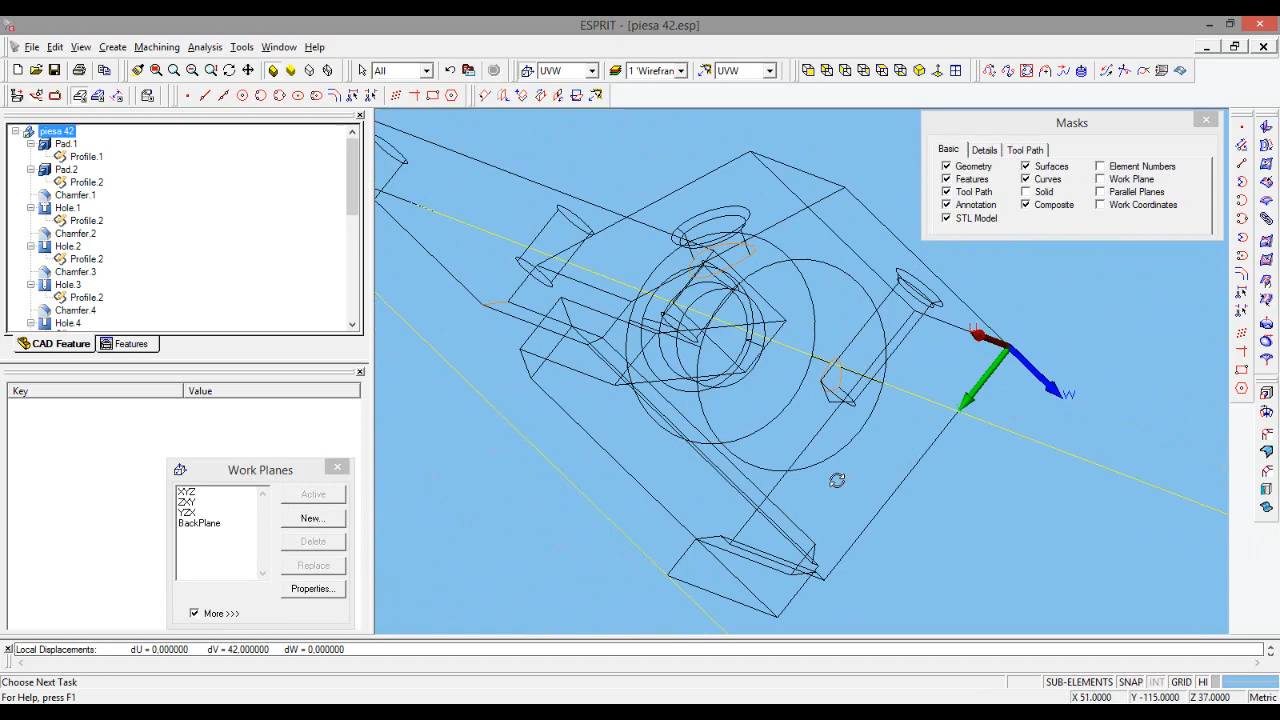 ESPRIT - [piesa 42.esp]
File Edit View Create Machining Analysis Tools Window Help
All
UVW
1 'Wirefran
UVW
piesa 42
Pad.1
Profile.1
Pad.2
Profile.2
Chamfer.1
Hole.1
Profile.2
Chamfer.2
Hole.2
Profile.2
Chamfer.3
Hole.3
Profile.2
Chamfer.4
Hole.4
CAD Feature Features
Key Value
Work Planes
XYZ
ZXY
YZX
BackPlane
Active
New...
Delete
Replace
Properties...
More >>>
Masks
Basic Details Tool Path
Geometry Surfaces Element Numbers
Features Curves Work Plane
Tool Path Solid Parallel Planes
Annotation Composite Work Coordinates
STL Model
U
W
Local Displacements: dU = 0,000000 dV = 42,000000 dW = 0,000000
Choose Next Task
SUB-ELEMENTS SNAP INT GRID HI
For Help, press F1
X 51.0000 Y -115.0000 Z 37.0000 Metric